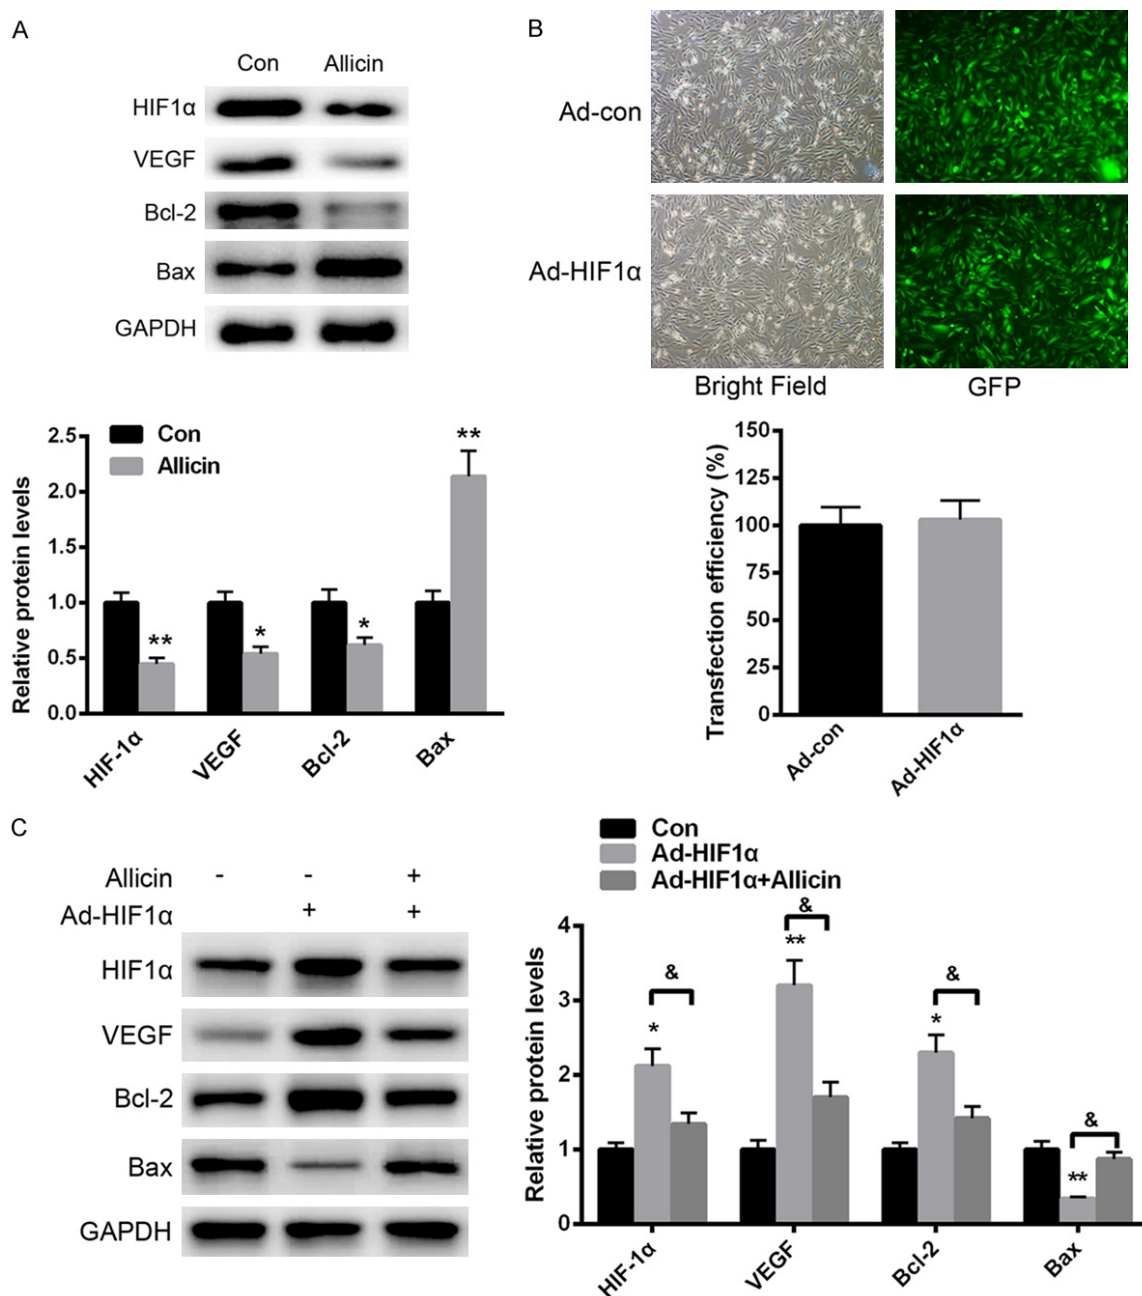 A
Con Allicin
HIF1α
VEGF
Bcl-2
Bax
GAPDH
Con
Allicin
Relative protein levels
2.5
2.0
1.5
1.0
0.5
0.0
** * * **
HIF-1α VEGF Bcl-2 Bax
B
Ad-con
Ad-HIF1α
Bright Field GFP
Transfection efficiency (%)
150
125
100
75
50
25
0
Ad-con Ad-HIF1α
C
Allicin - - +
Ad-HIF1α + +
HIF1α
VEGF
Bcl-2
Bax
GAPDH
Con
Ad-HIF1α
Ad-HIF1α+Allicin
Relative protein levels
4
3
2
1
0
& & & &
* ** * **
HIF-1α VEGF Bcl-2 Bax